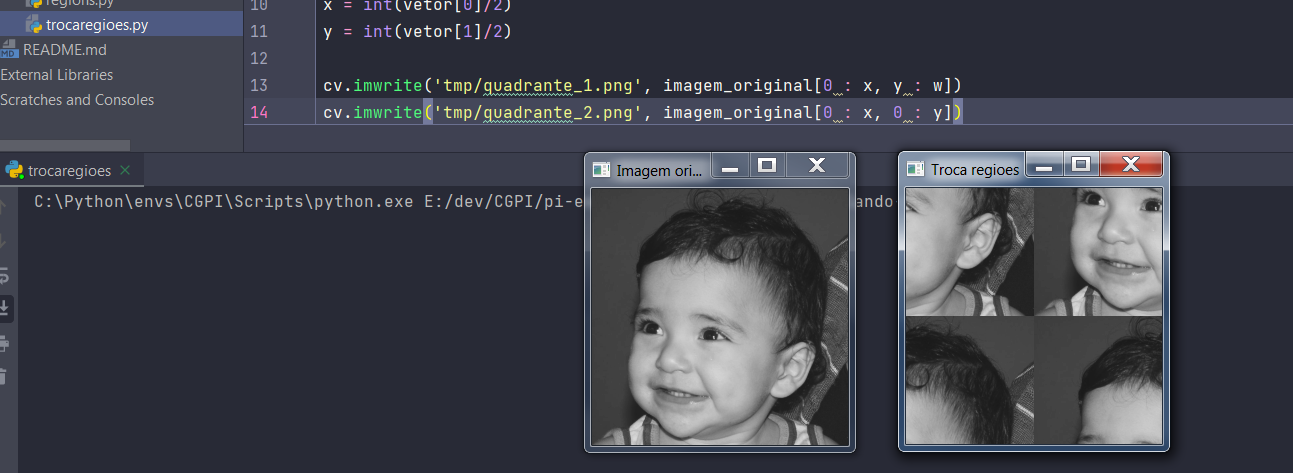 regions.py
trocaregioes.py
MD README.md
External Libraries
Scratches and Consoles
10 x = int(vetor[0]/2)
11 y = int(vetor[1]/2)
12
13 cv.imwrite('tmp/quadrante_1.png', imagem_original[0 : x, y : w])
14 cv.imwrite('tmp/quadrante_2.png', imagem_original[0 : x, 0 : y])
trocaregioes ×
C:\Python\envs\CGPI\Scripts\python.exe E:/dev/CGPI/pi-e
ando
Imagem ori...
Troca regioes